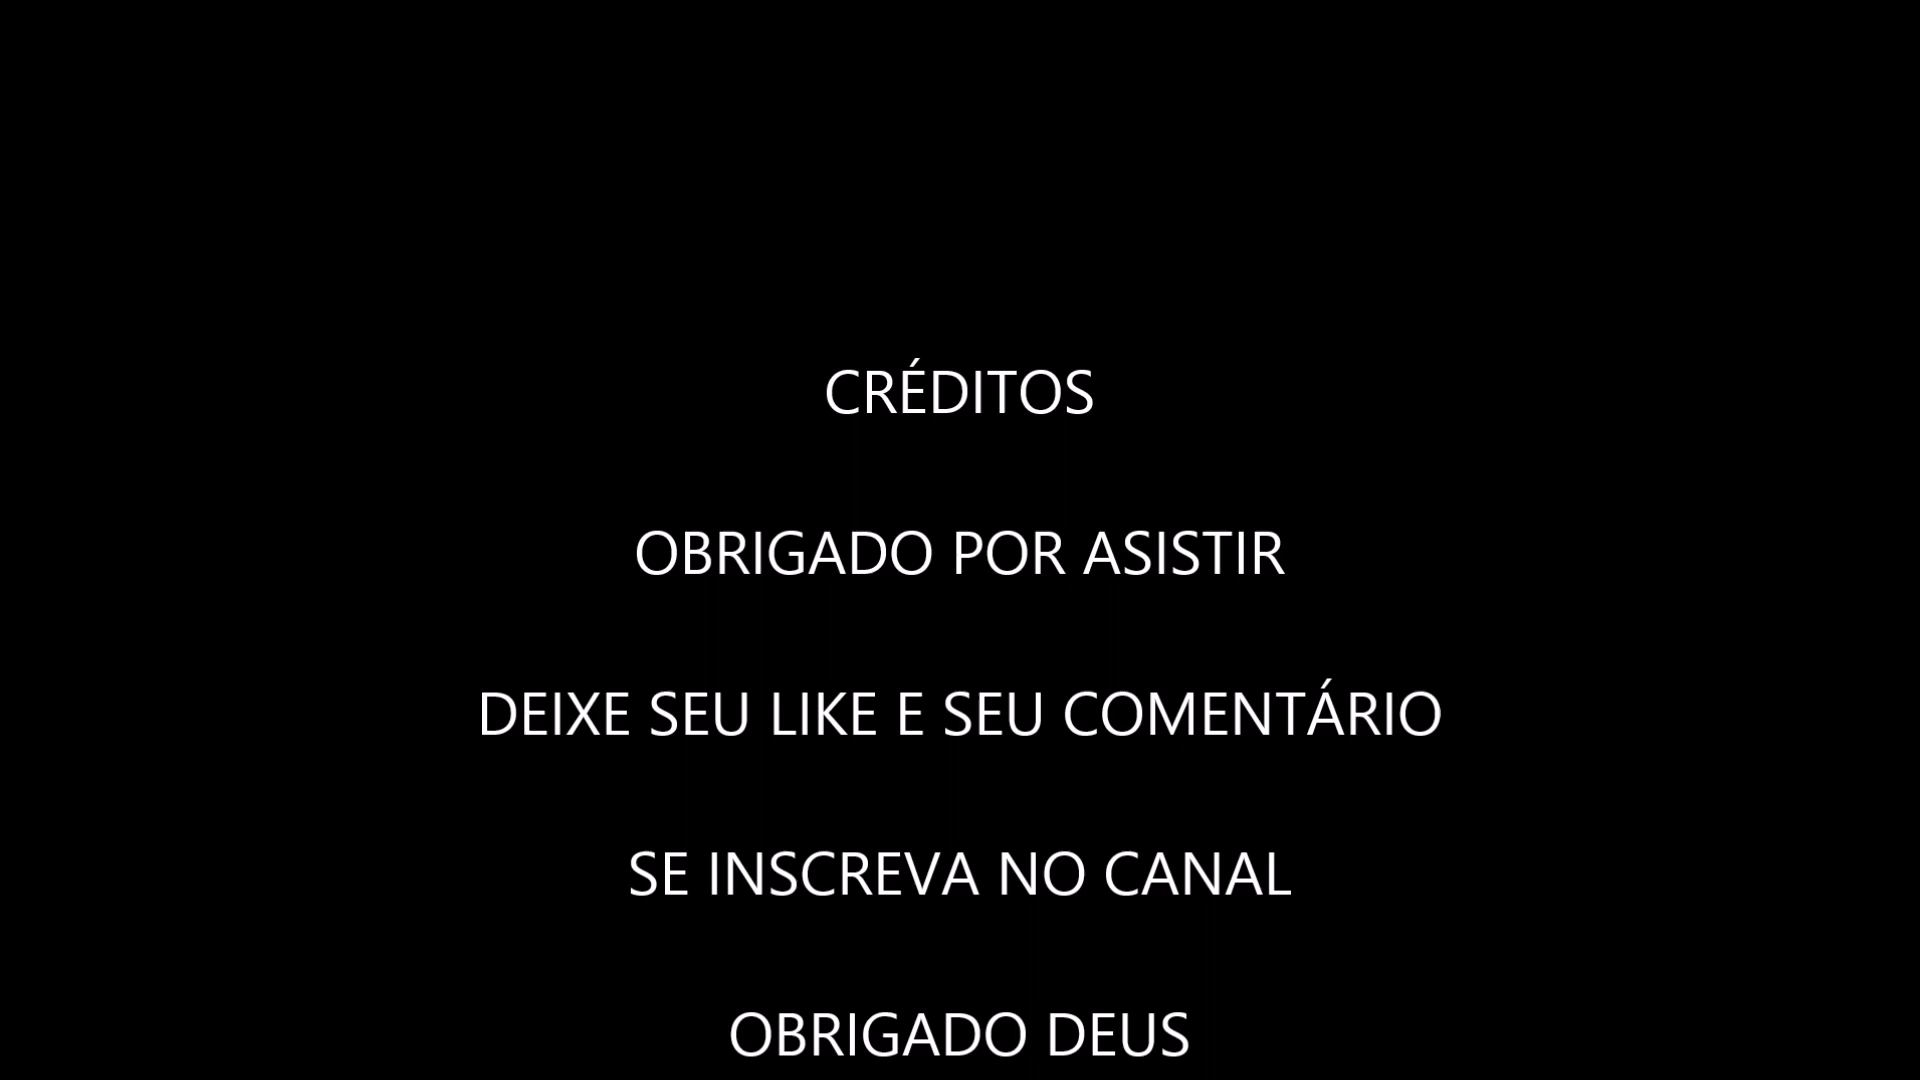 CRÉDITOS
OBRIGADO POR ASISTIR
DEIXE SEU LIKE E SEU COMENTÁRIO
SE INSCREVA NO CANAL
OBRIGADO DEUS